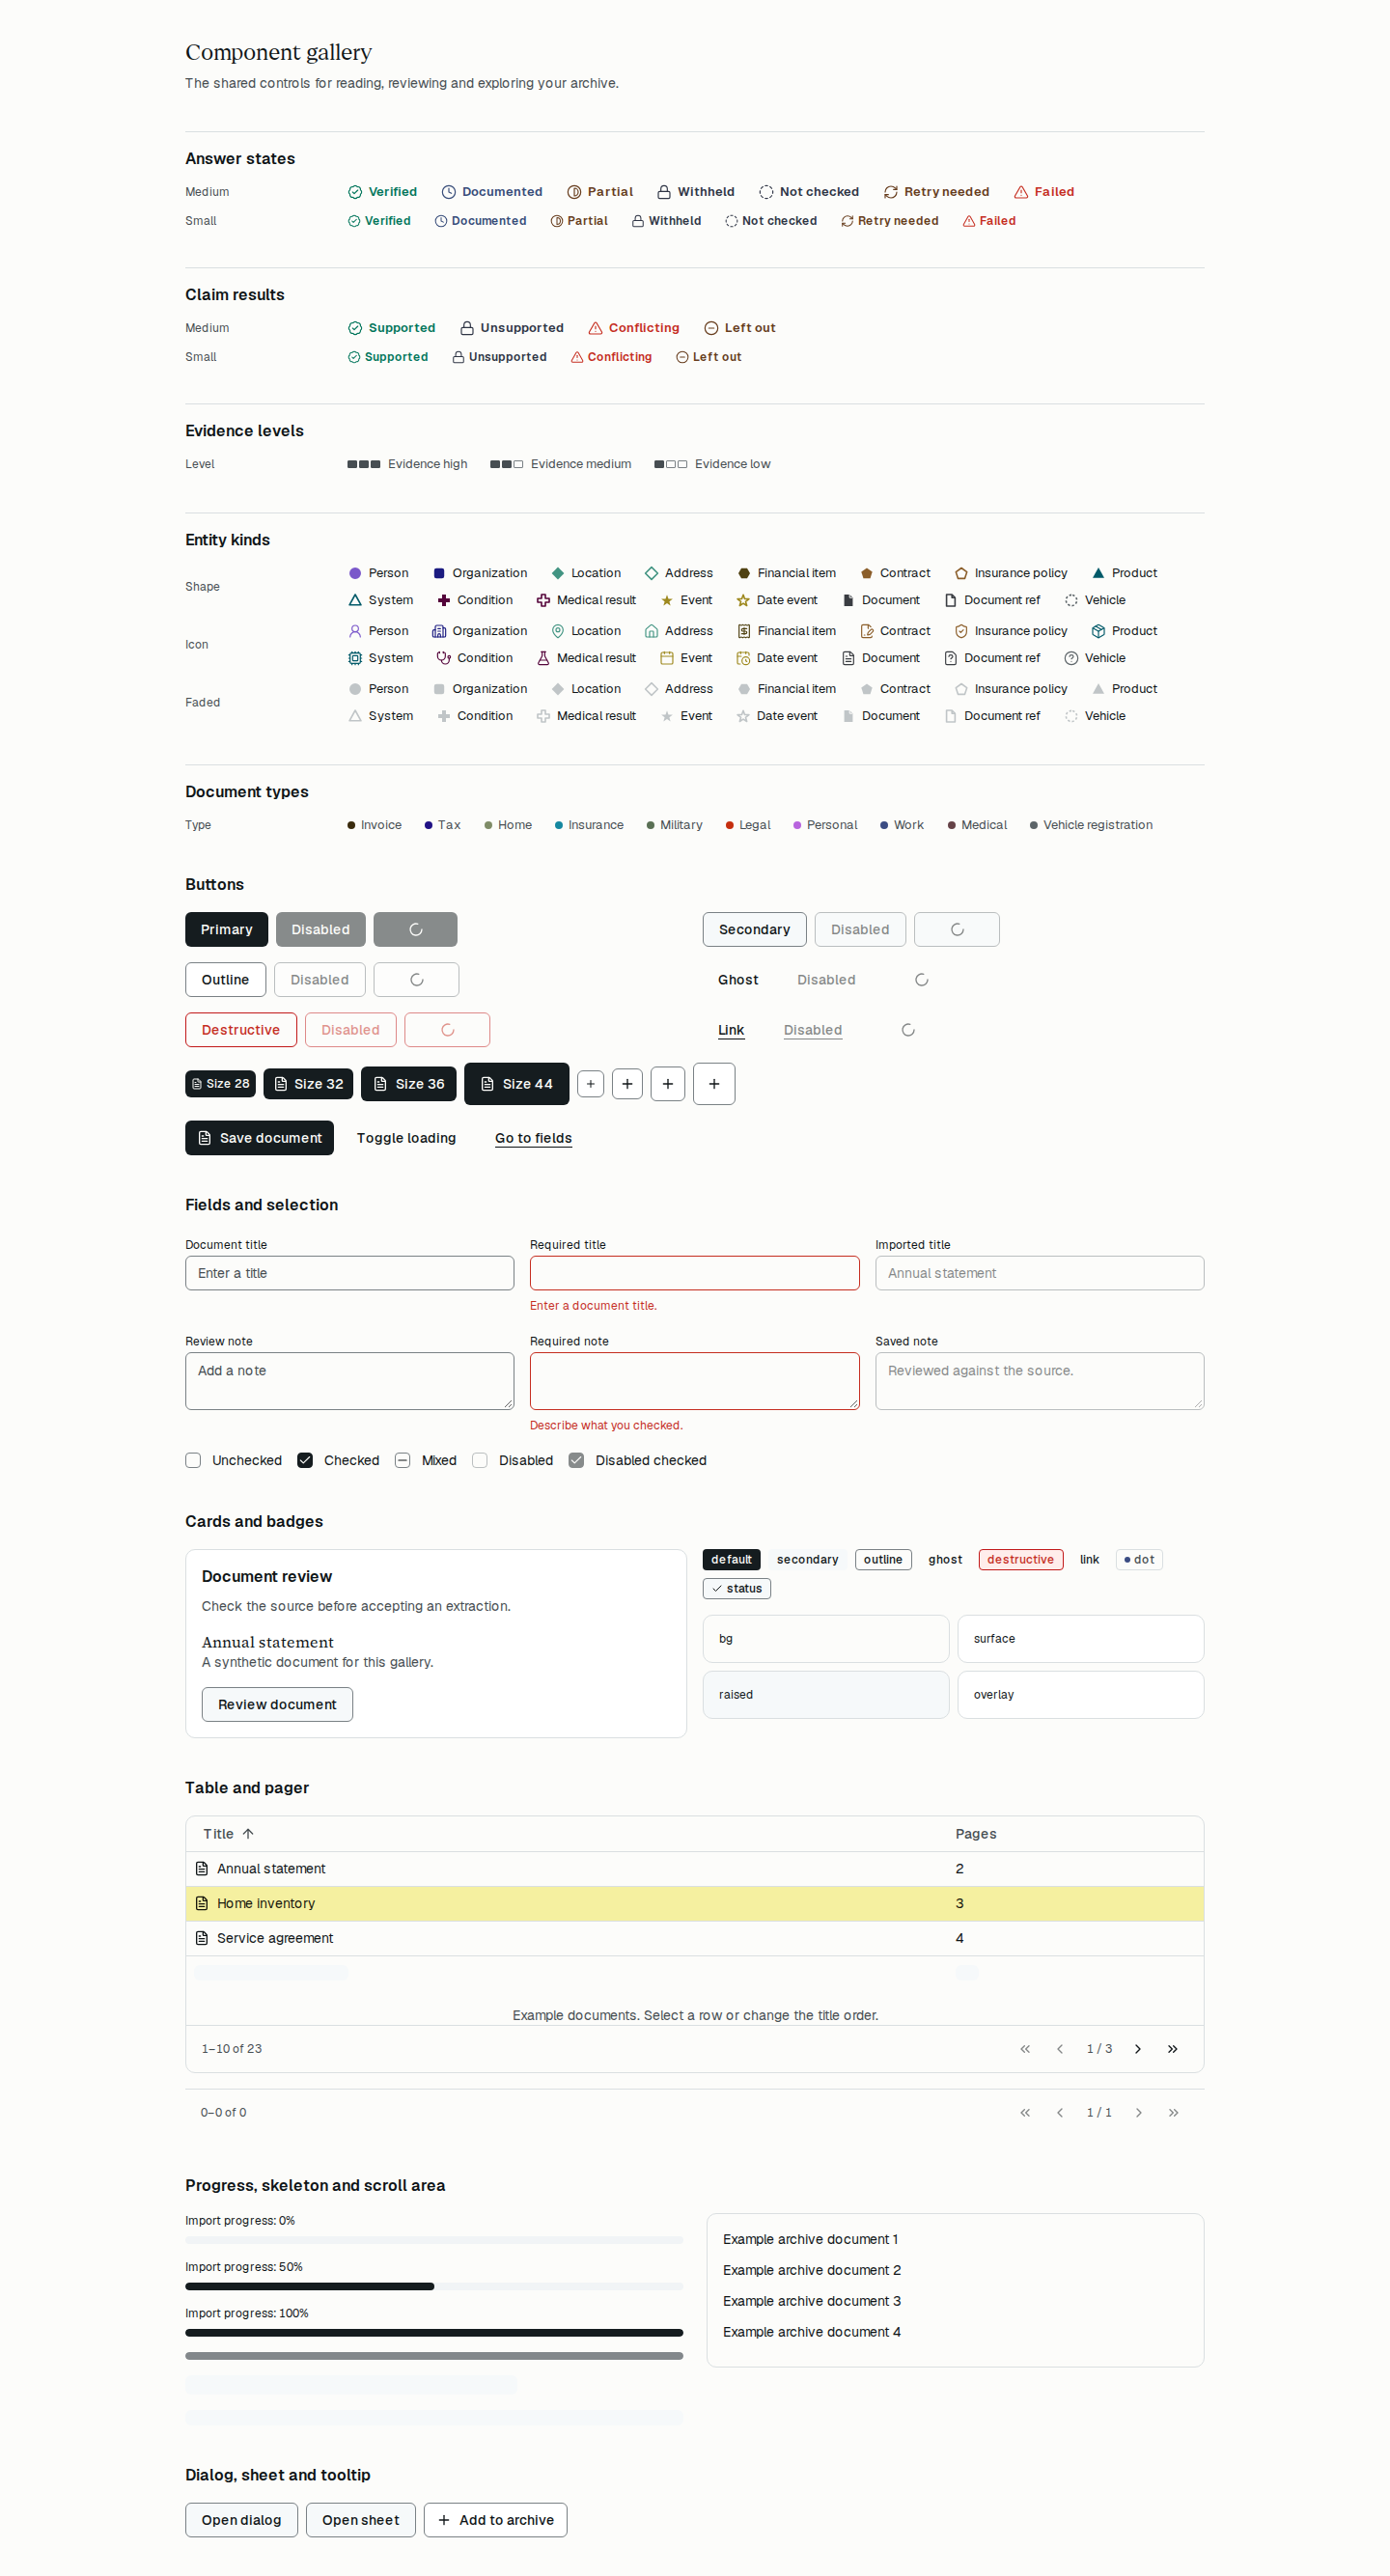 Component gallery
The shared controls for reading, reviewing and exploring your archive.
Answer states
Medium Verified Documented Partial Withheld Not checked Retry needed Failed
Small Verified Documented Partial Withheld Not checked Retry needed Failed
Claim results
Medium Supported Unsupported Conflicting Left out
Small Supported Unsupported Conflicting Left out
Evidence levels
Level Evidence high Evidence medium Evidence low
Entity kinds
Shape
Person Organization Location Address Financial item Contract Insurance policy Product
System Condition Medical result Event Date event Document Document ref Vehicle
Icon
Person Organization Location Address Financial item Contract Insurance policy Product
System Condition Medical result Event Date event Document Document ref Vehicle
Faded
Person Organization Location Address Financial item Contract Insurance policy Product
System Condition Medical result Event Date event Document Document ref Vehicle
Document types
Type Invoice Tax Home Insurance Military Legal Personal Work Medical Vehicle registration
Buttons
Primary Disabled Secondary Disabled
Outline Disabled Ghost Disabled
Destructive Disabled Link Disabled
Size 28 Size 32 Size 36 Size 44
Save document Toggle loading Go to fields
Fields and selection
Document title Required title Imported title
Enter a title Annual statement
Enter a document title.
Review note Required note Saved note
Add a note Reviewed against the source.
Describe what you checked.
Unchecked Checked Mixed Disabled Disabled checked
Cards and badges
Document review
Check the source before accepting an extraction.
Annual statement
A synthetic document for this gallery.
Review document
default secondary outline ghost destructive link dot
status
bg surface
raised overlay
Table and pager
Title Pages
Annual statement 2
Home inventory 3
Service agreement 4
Example documents. Select a row or change the title order.
1–10 of 23 1 / 3
0–0 of 0 1 / 1
Progress, skeleton and scroll area
Import progress: 0%
Import progress: 50%
Import progress: 100%
Example archive document 1
Example archive document 2
Example archive document 3
Example archive document 4
Dialog, sheet and tooltip
Open dialog Open sheet Add to archive